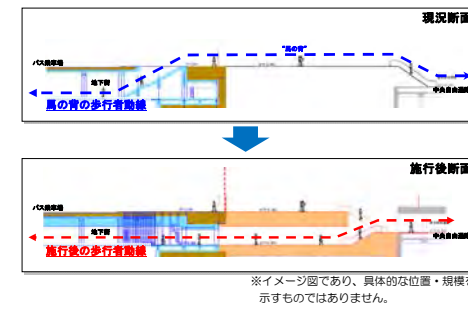 現況断面
"馬の背"
バス乗車場
地下街
馬の背の歩行者動線
中央自由通路
施行後断面
バス乗車場
地下街
施行後の歩行者動線
中央自由通路
※イメージ図であり、具体的な位置・規模を
示すものではありません。